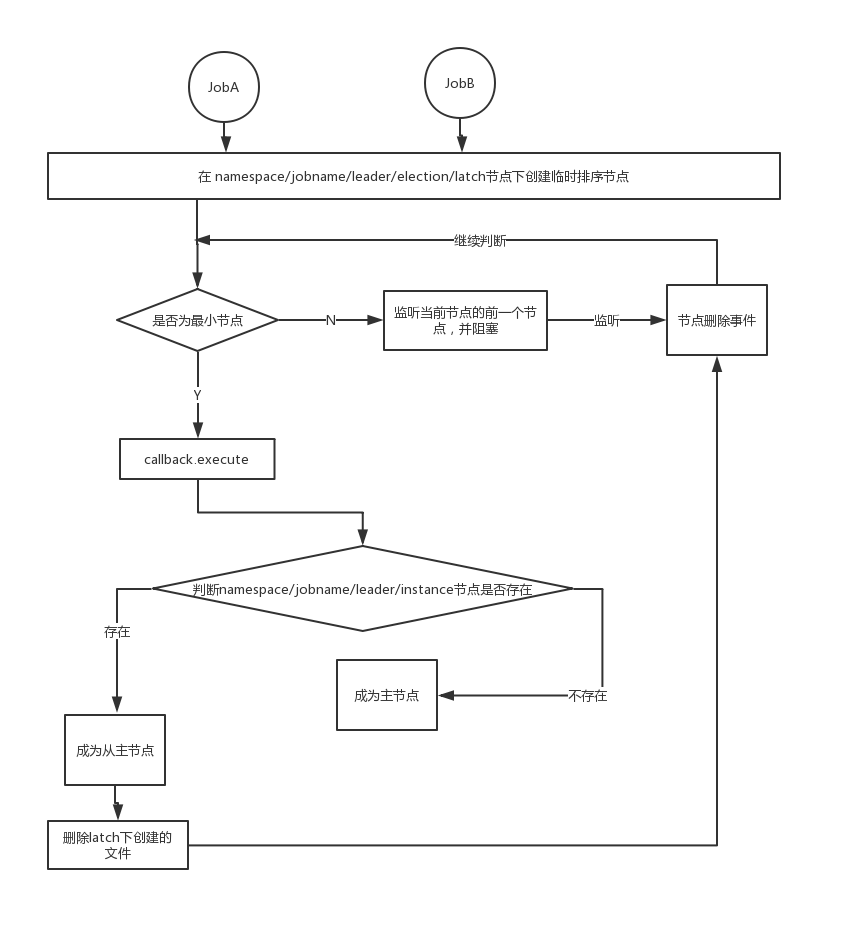 JobA
JobB
在 namespace/jobname/leader/election/latch节点下创建临时排序节点
继续判断
是否为最小节点
N
监听当前节点的前一个节
点，并阻塞
监听
节点删除事件
Y
callback.execute
判断namespace/jobname/leader/instance节点是否存在
存在
成为主节点
不存在
成为从主节点
删除latch下创建的
文件